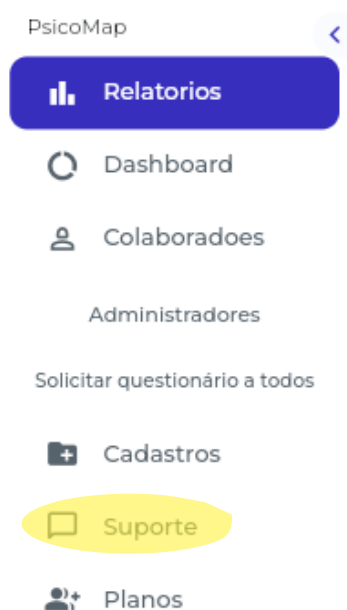 PsicoMap
Relatorios
Dashboard
Colaboradoes
Administradores
Solicitar questionário a todos
Cadastros
Suporte
Planos